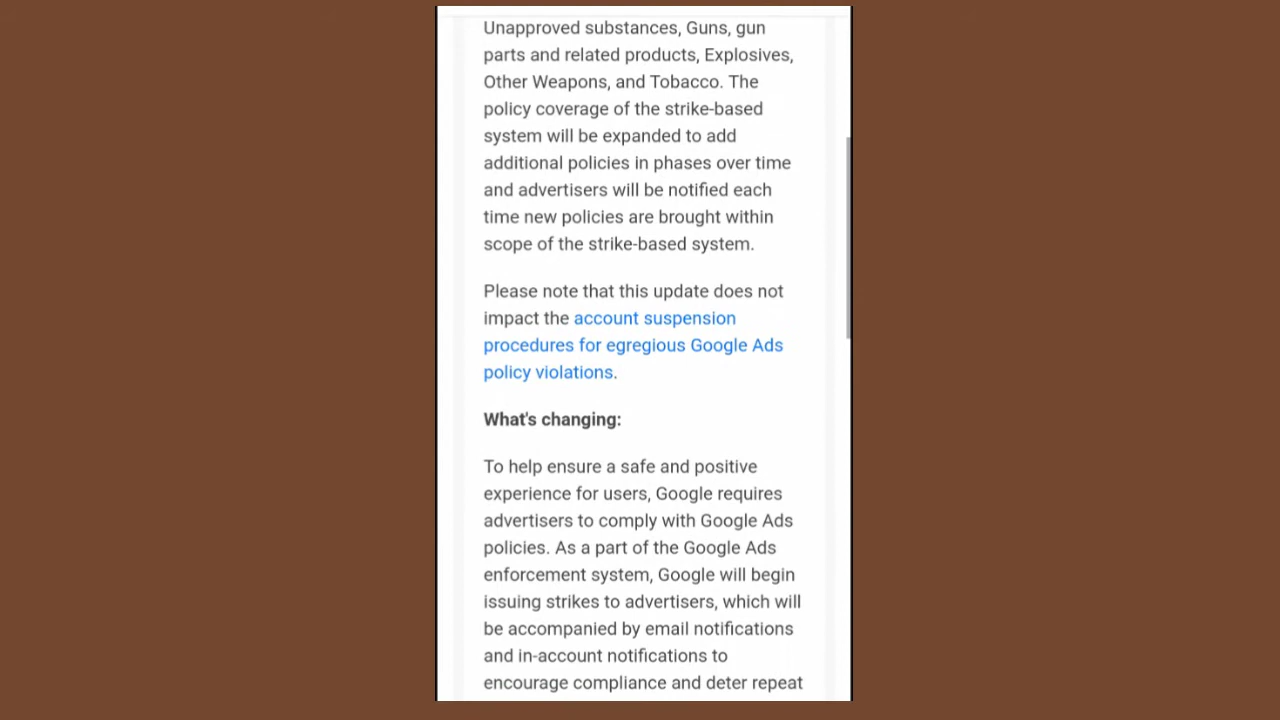 Unapproved substances, Guns, gun
parts and related products, Explosives,
Other Weapons, and Tobacco. The
policy coverage of the strike-based
system will be expanded to add
additional policies in phases over time
and advertisers will be notified each
time new policies are brought within
scope of the strike-based system.
Please note that this update does not
impact the account suspension
procedures for egregious Google Ads
policy violations.
What's changing:
To help ensure a safe and positive
experience for users, Google requires
advertisers to comply with Google Ads
policies. As a part of the Google Ads
enforcement system, Google will begin
issuing strikes to advertisers, which will
be accompanied by email notifications
and in-account notifications to
encourage compliance and deter repeat